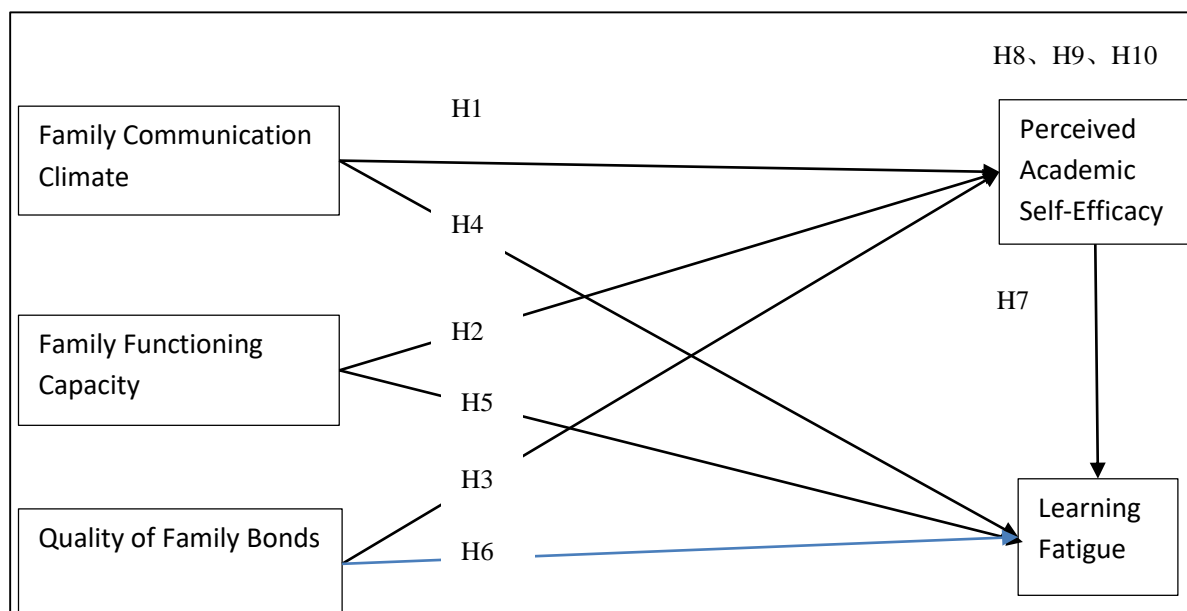 H8、H9、H10
H1
Family Communication
Climate
Perceived
Academic
Self-Efficacy
H4
H7
H2
Family Functioning
Capacity
H5
H3
Quality of Family Bonds
H6
Learning
Fatigue